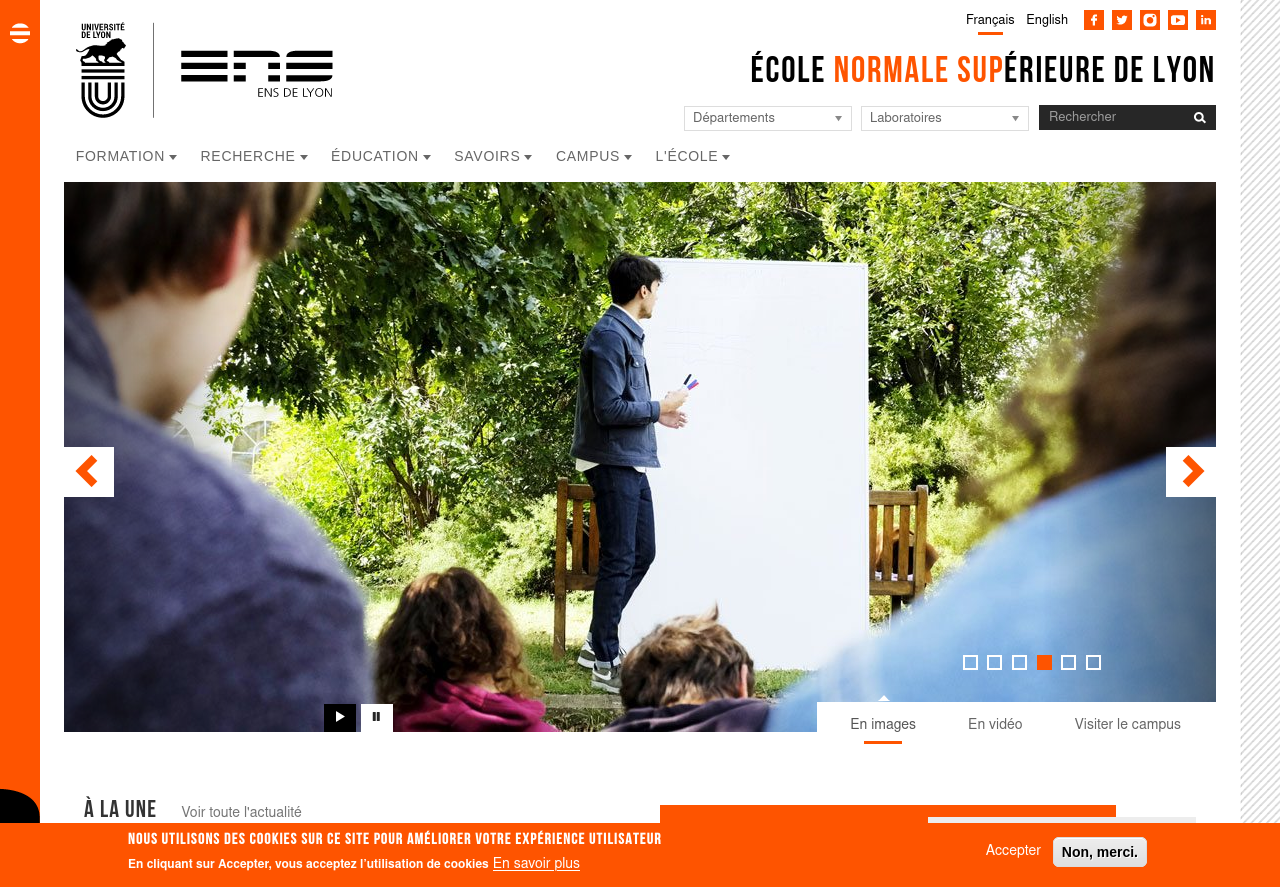 UNIVERSITÉ
DE LYON
ENS DE LYON
Français English
ÉCOLE NORMALE SUPÉRIEURE DE LYON
Départements Laboratoires Rechercher
FORMATION RECHERCHE ÉDUCATION SAVOIRS CAMPUS L'ÉCOLE
En images En vidéo Visiter le campus
À LA UNE Voir toute l'actualité
NOUS UTILISONS DES COOKIES SUR CE SITE POUR AMÉLIORER VOTRE EXPÉRIENCE UTILISATEUR
En cliquant sur Accepter, vous acceptez l'utilisation de cookies En savoir plus
Accepter Non, merci.